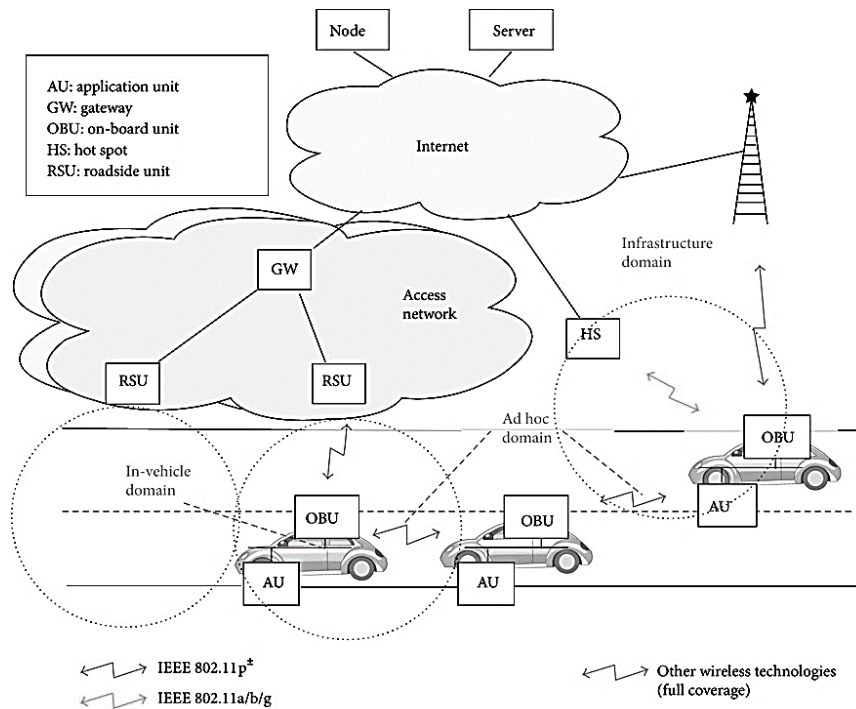 Node
Server
AU: application unit
GW: gateway
OBU: on-board unit
HS: hot spot
RSU: roadside unit
Internet
Infrastructure
domain
GW
Access
network
HS
RSU
RSU
Ad hoc
domain
OBU
In-vehicle
domain
AU
OBU
OBU
AU
AU
IEEE 802.11p±
IEEE 802.11a/b/g
Other wireless technologies
(full coverage)